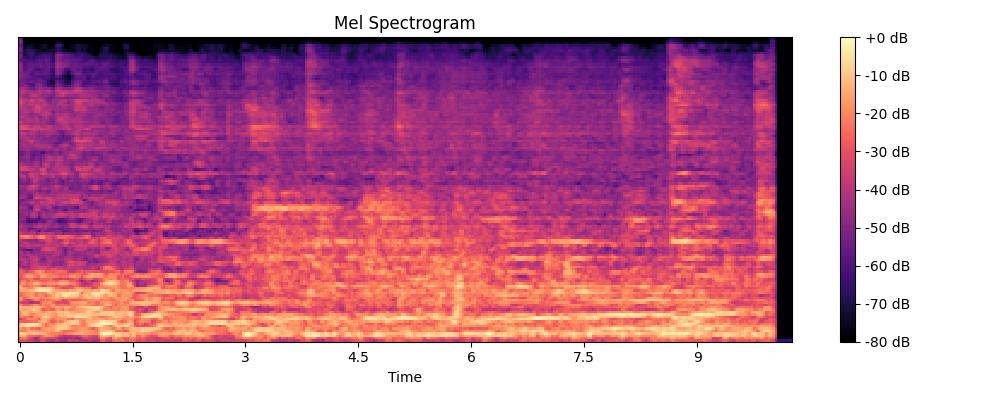 Mel Spectrogram
+0 dB
-10 dB
-20 dB
-30 dB
-40 dB
-50 dB
-60 dB
-70 dB
-80 dB
0 1.5 3 4.5 6 7.5 9
Time